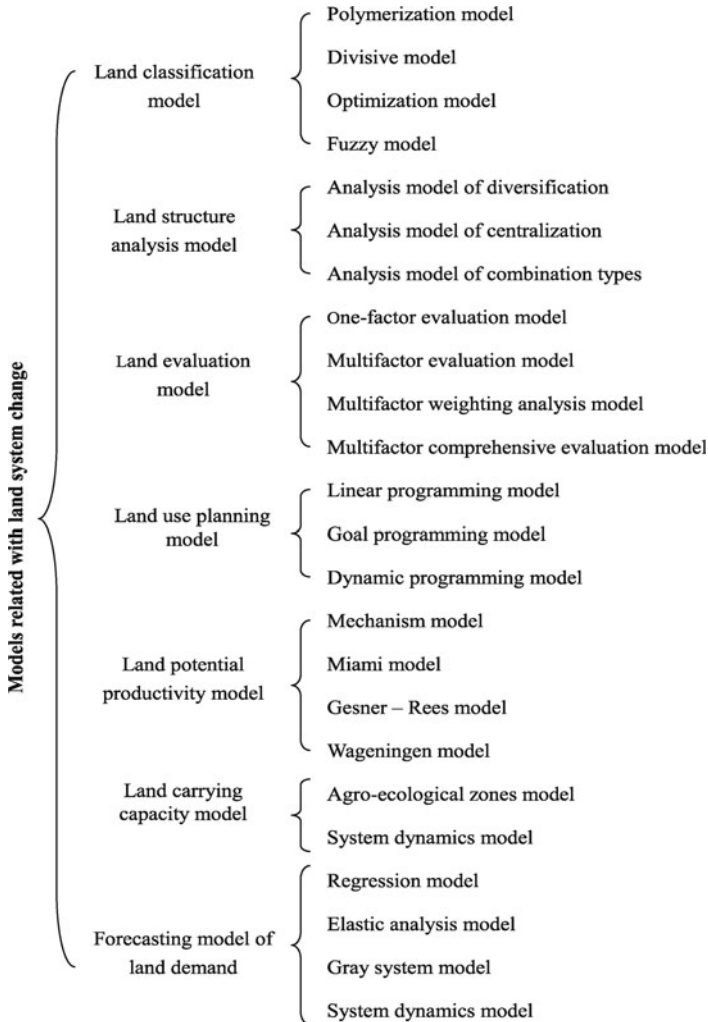 Models related with land system change
Land classification
model
Polymerization model
Divisive model
Optimization model
Fuzzy model
Land structure
analysis model
Analysis model of diversification
Analysis model of centralization
Analysis model of combination types
Land evaluation
model
One-factor evaluation model
Multifactor evaluation model
Multifactor weighting analysis model
Multifactor comprehensive evaluation model
Land use planning
model
Linear programming model
Goal programming model
Dynamic programming model
Land potential
productivity model
Mechanism model
Miami model
Gesner – Rees model
Wageningen model
Land carrying
capacity model
Agro-ecological zones model
System dynamics model
Forecasting model of
land demand
Regression model
Elastic analysis model
Gray system model
System dynamics model